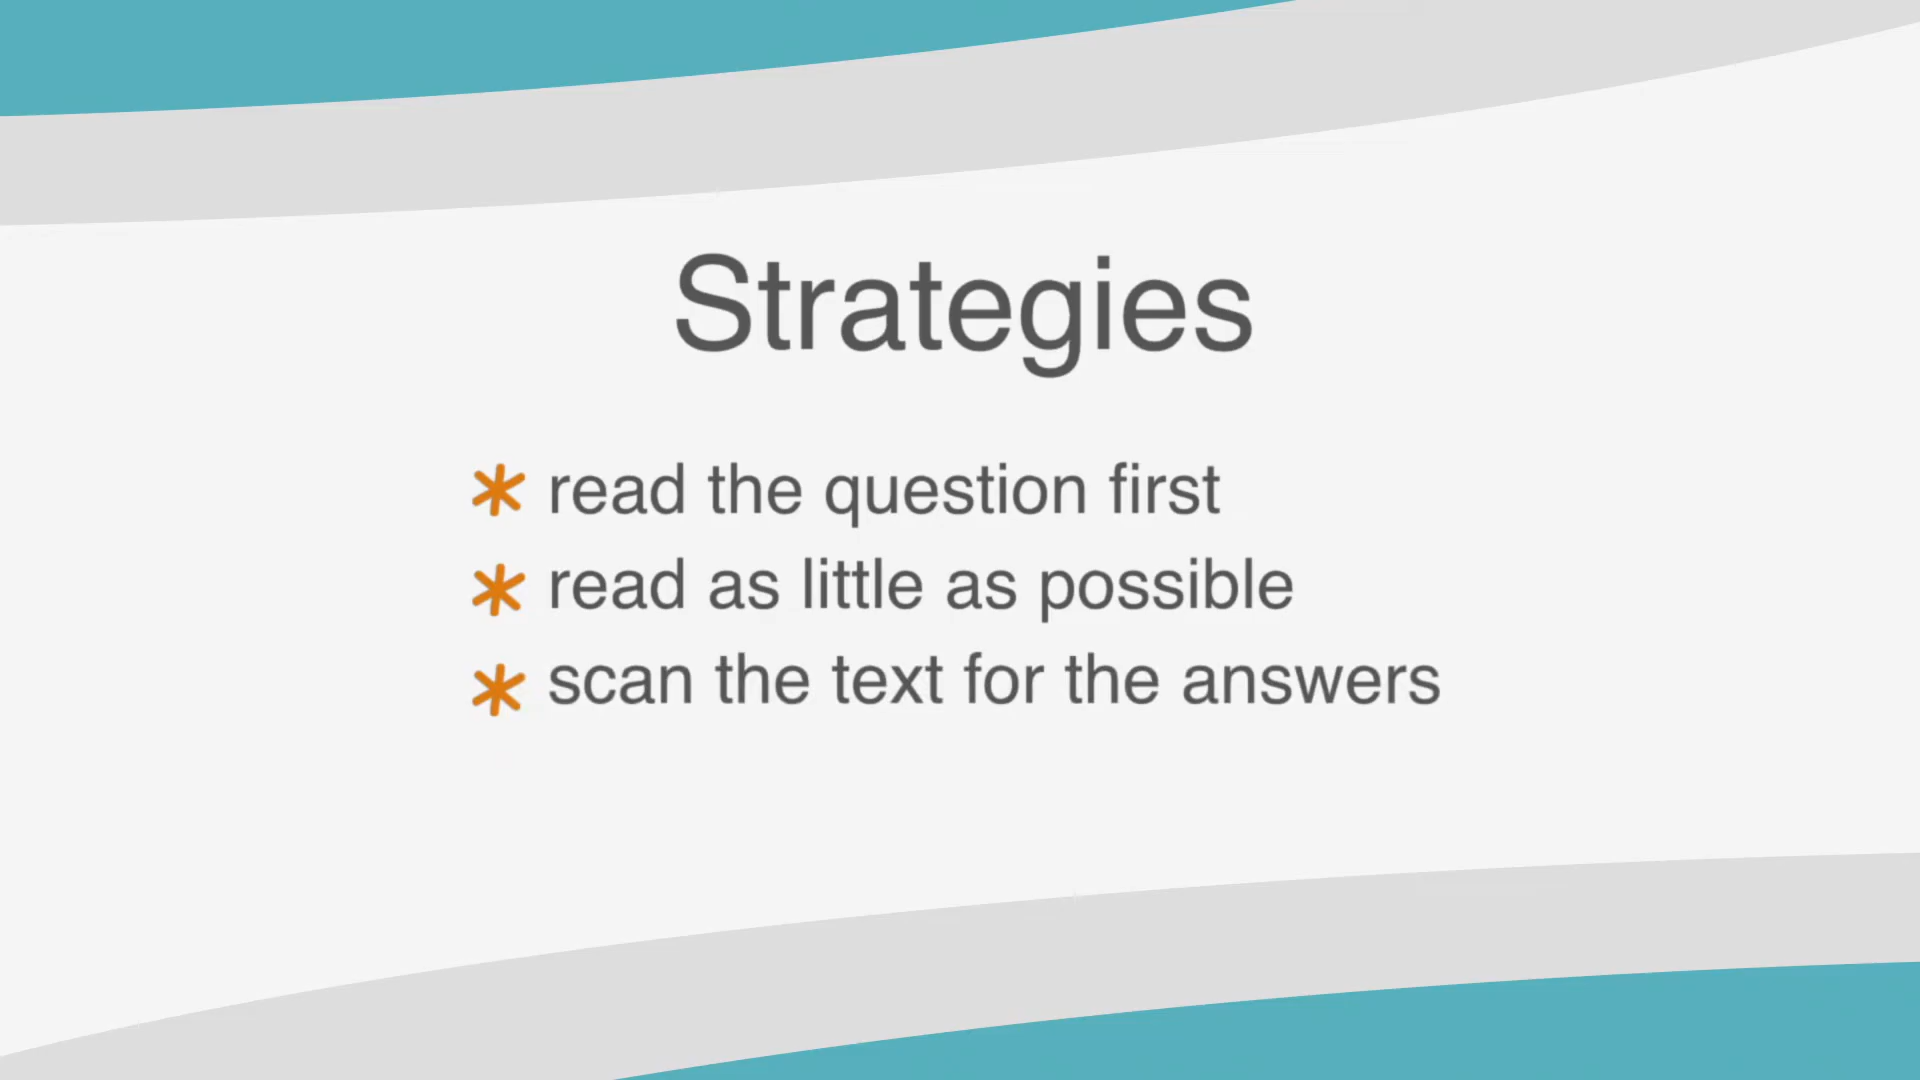 Strategies
* read the question first
* read as little as possible
* scan the text for the answers